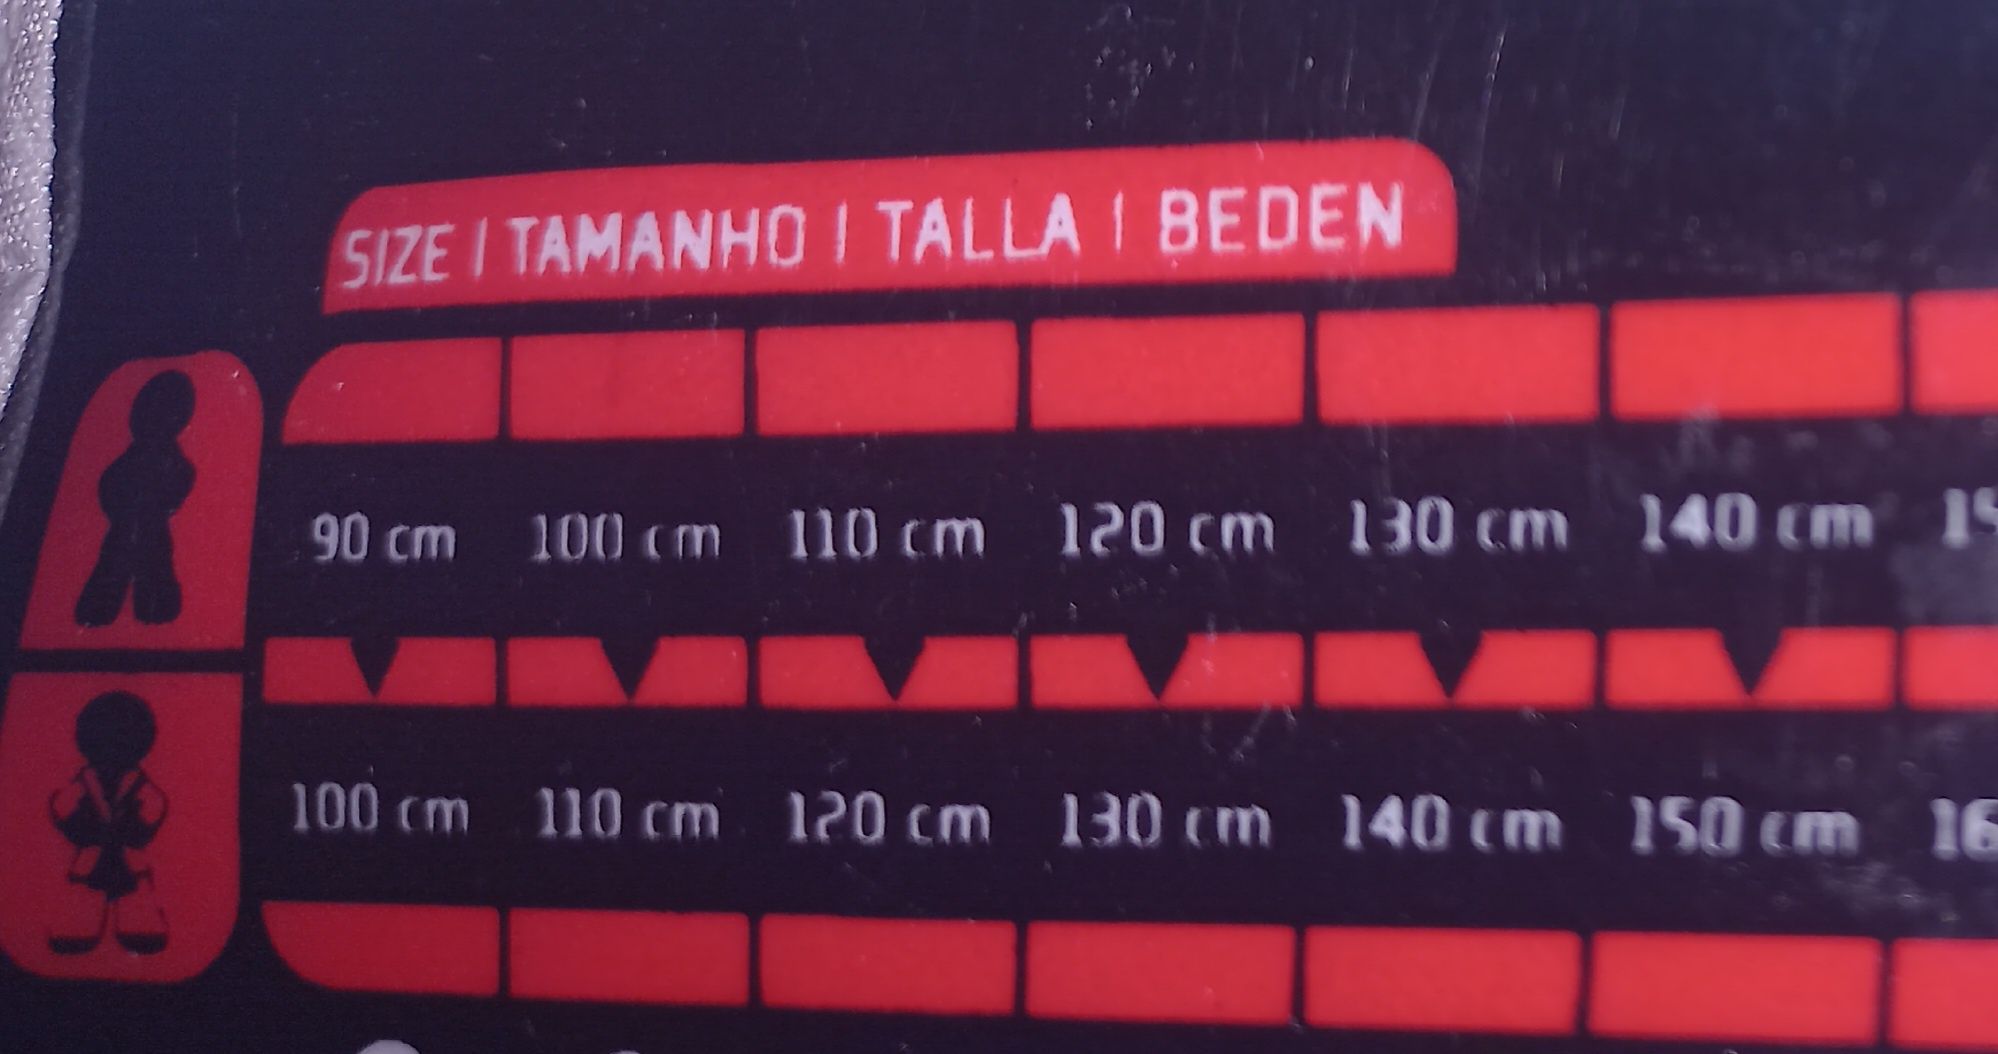 SIZE | TAMANHO | TALLA | BEDEN
90 cm 100 cm 110 cm 120 cm 130 cm 140 cm
100 cm 110 cm 120 cm 130 cm 140 cm 150 cm